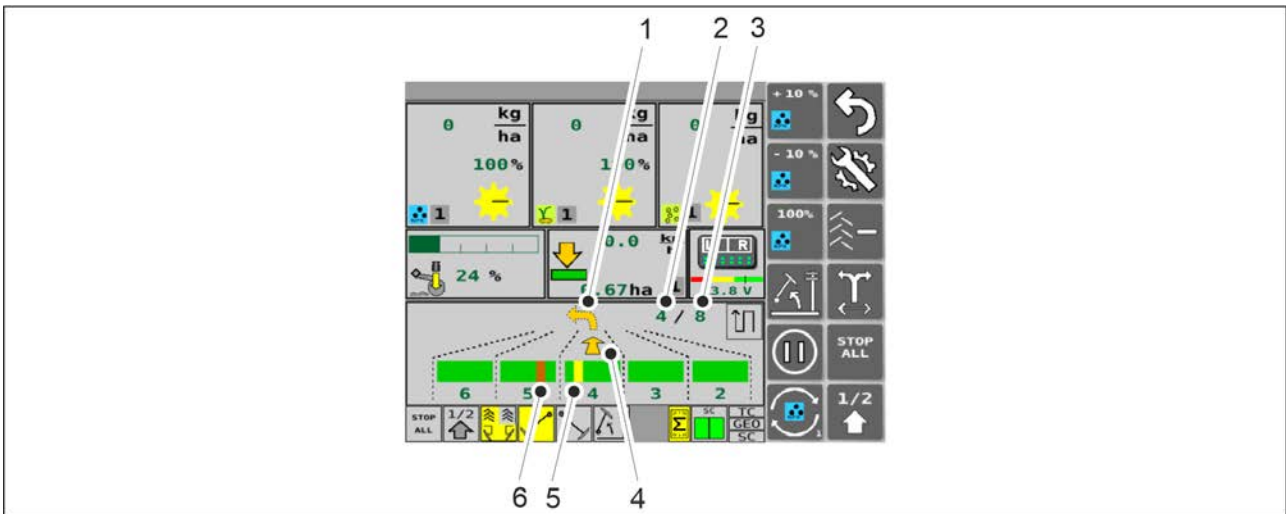 1 2 3
0 kg ha 0 0
100 % %
1 1
+ 10 %
- 10 %
100%
24 %
0.0
0.67ha
R
3.8 V
4 / 8
6 5 4 3 2
STOP ALL
1/2
STOP ALL 1/2 Σ SC TC GEO SC
1
6 5 4